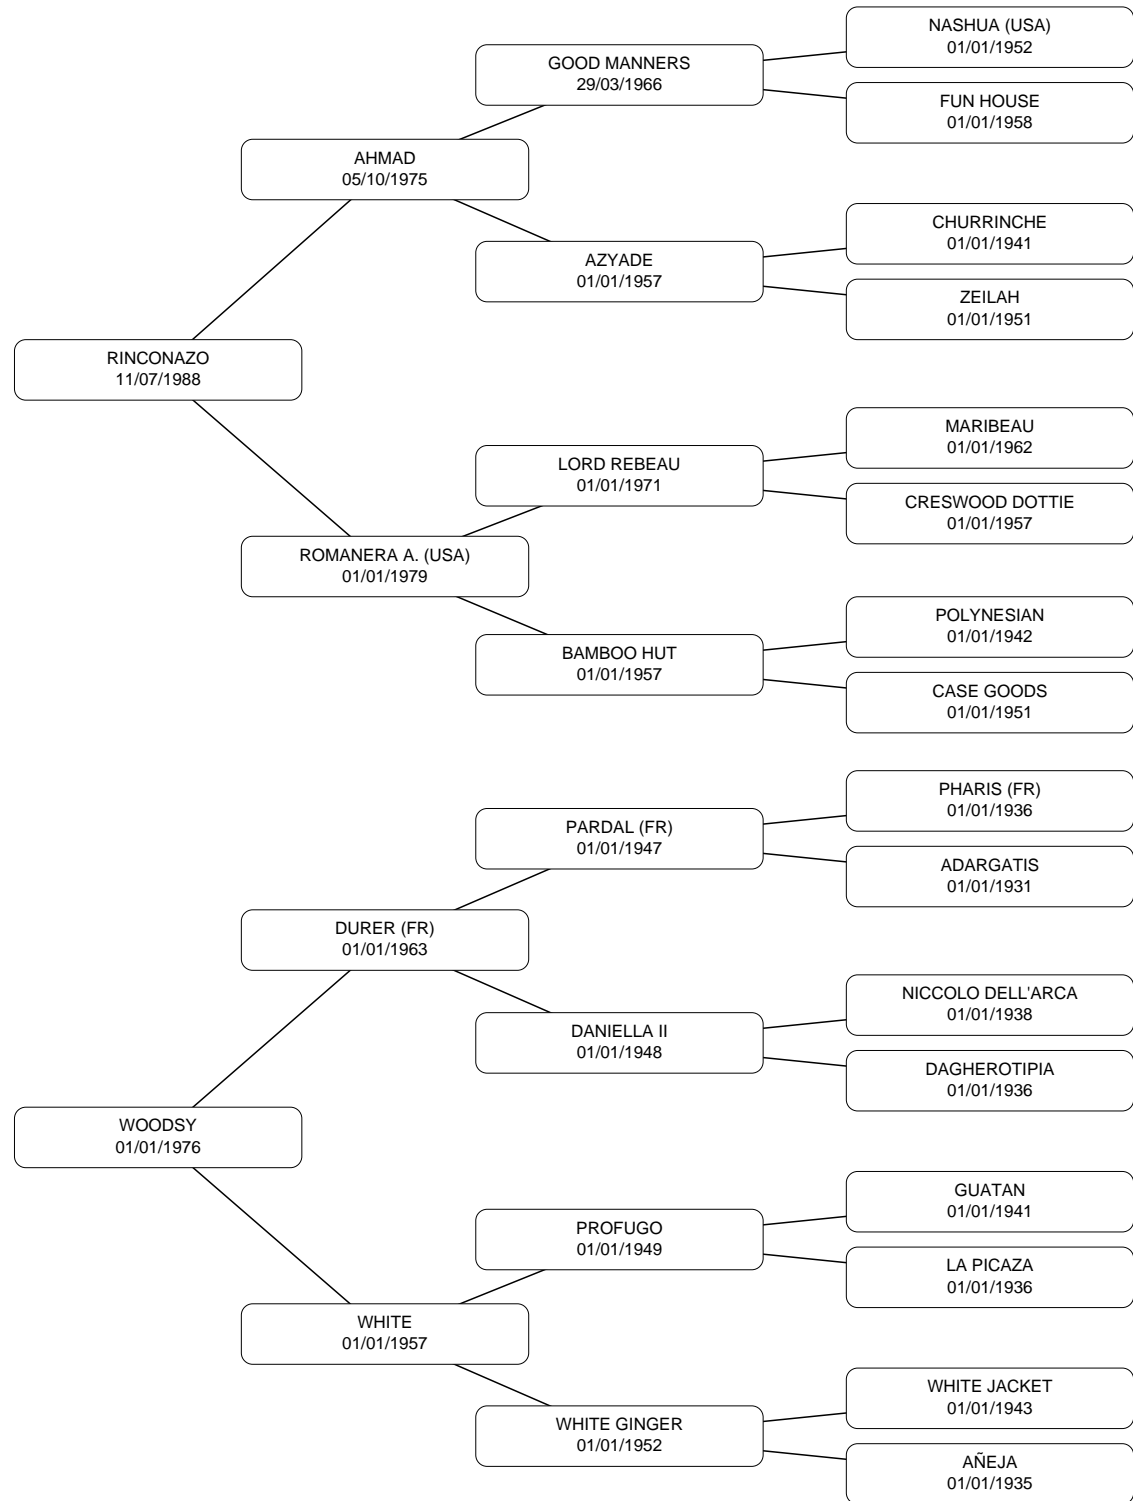 NASHUA (USA)
01/01/1952
GOOD MANNERS
29/03/1966
FUN HOUSE
01/01/1958
AHMAD
05/10/1975
CHURRINCHE
01/01/1941
AZYADE
01/01/1957
ZEILAH
01/01/1951
RINCONAZO
11/07/1988
MARIBEAU
01/01/1962
LORD REBEAU
01/01/1971
CRESWOOD DOTTIE
01/01/1957
ROMANERA A. (USA)
01/01/1979
POLYNESIAN
01/01/1942
BAMBOO HUT
01/01/1957
CASE GOODS
01/01/1951
PHARIS (FR)
01/01/1936
PARDAL (FR)
01/01/1947
ADARGATIS
01/01/1931
DURER (FR)
01/01/1963
NICCOLO DELL'ARCA
01/01/1938
DANIELLA II
01/01/1948
DAGHEROTIPIA
01/01/1936
WOODSY
01/01/1976
GUATAN
01/01/1941
PROFUGO
01/01/1949
LA PICAZA
01/01/1936
WHITE
01/01/1957
WHITE JACKET
01/01/1943
WHITE GINGER
01/01/1952
AÑEJA
01/01/1935